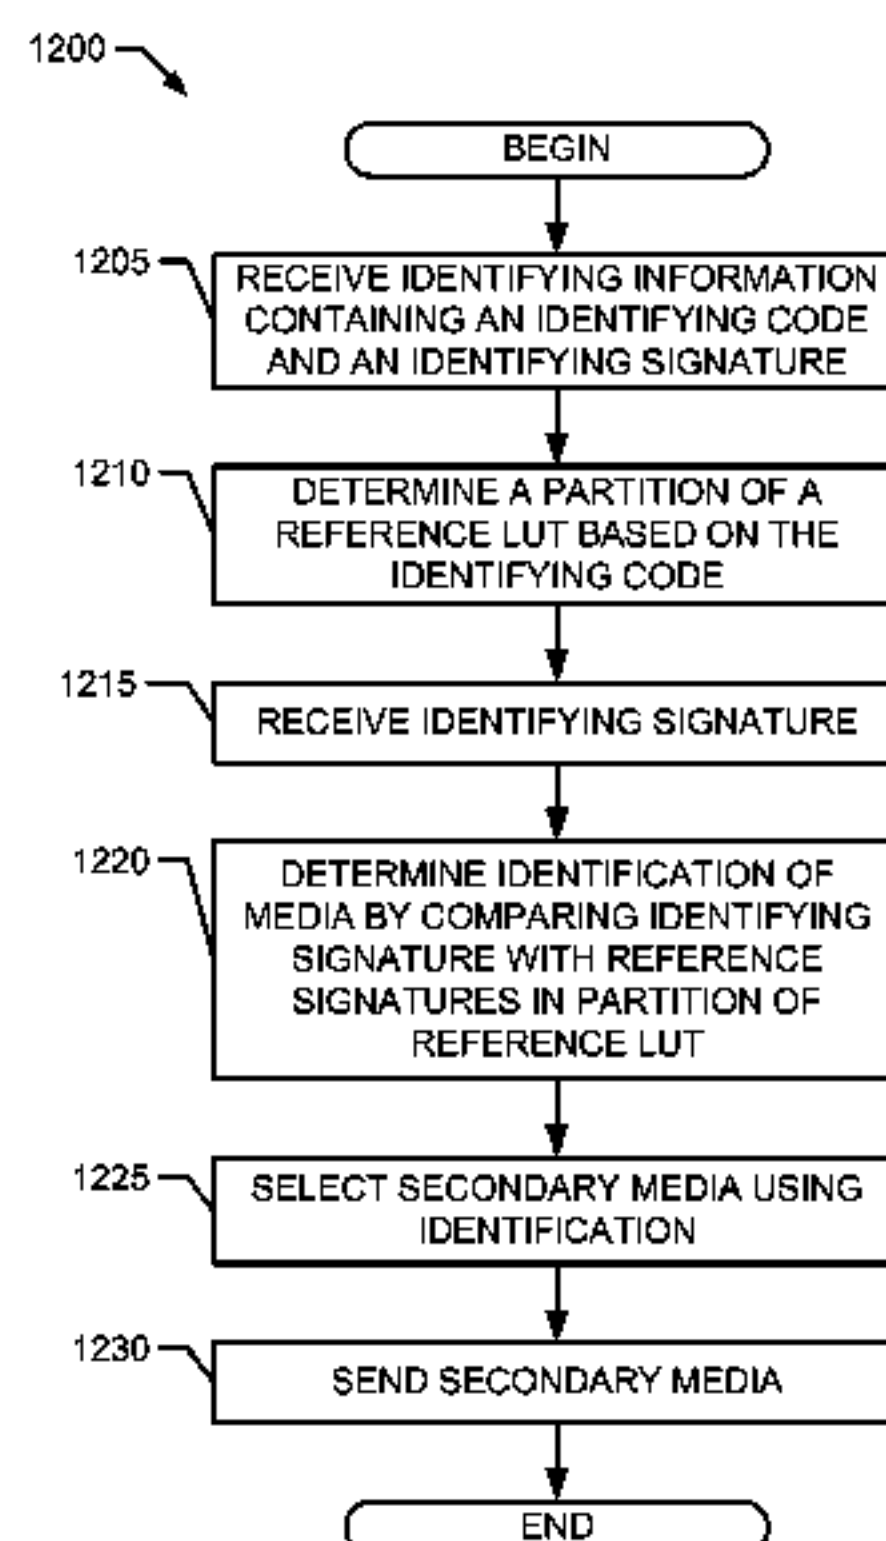 1200
BEGIN
1205
RECEIVE IDENTIFYING INFORMATION
CONTAINING AN IDENTIFYING CODE
AND AN IDENTIFYING SIGNATURE
1210
DETERMINE A PARTITION OF A
REFERENCE LUT BASED ON THE
IDENTIFYING CODE
1215
RECEIVE IDENTIFYING SIGNATURE
1220
DETERMINE IDENTIFICATION OF
MEDIA BY COMPARING IDENTIFYING
SIGNATURE WITH REFERENCE
SIGNATURES IN PARTITION OF
REFERENCE LUT
1225
SELECT SECONDARY MEDIA USING
IDENTIFICATION
1230
SEND SECONDARY MEDIA
END